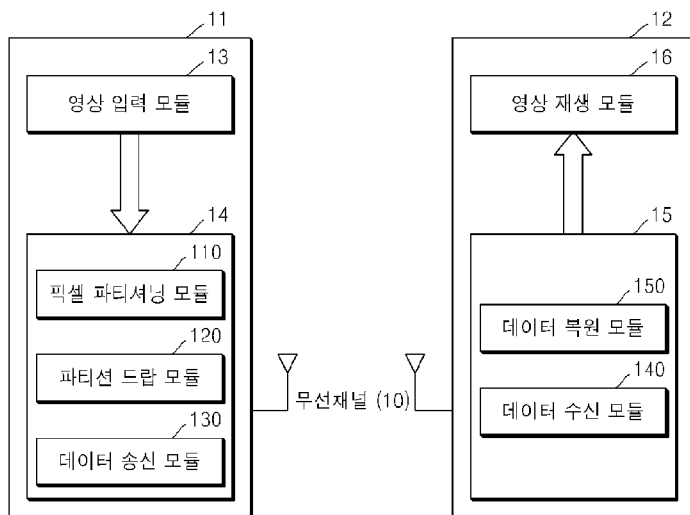 11
13
영상 입력 모듈
14
110
픽셀 파티셔닝 모듈
120
파티션 드랍 모듈
130
데이터 송신 모듈
무선채널 (10)
12
16
영상 재생 모듈
15
150
데이터 복원 모듈
140
데이터 수신 모듈